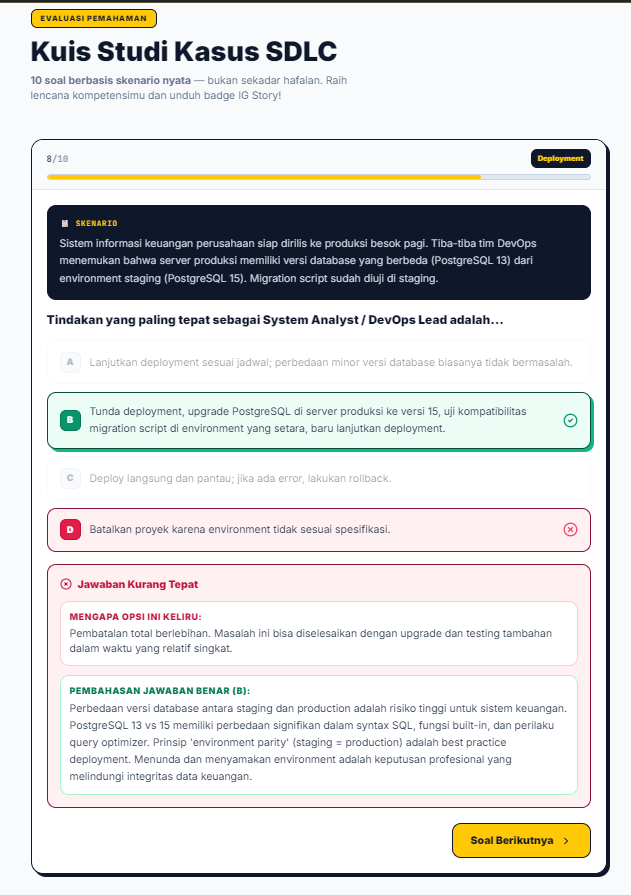 EVALUASI PEMAHAMAN
Kuis Studi Kasus SDLC
10 soal berbasis skenario nyata — bukan sekadar hafalan. Raih
lencana kompetensimu dan unduh badge IG Story!
8/10
Deployment
SKENARIO
Sistem informasi keuangan perusahaan siap dirilis ke produksi besok pagi. Tiba-tiba tim DevOps
menemukan bahwa server produksi memiliki versi database yang berbeda (PostgreSQL 13) dari
environment staging (PostgreSQL 15). Migration script sudah diuji di staging.
Tindakan yang paling tepat sebagai System Analyst / DevOps Lead adalah...
A
Lanjutkan deployment sesuai jadwal; perbedaan minor versi database biasanya tidak bermasalah.
B
Tunda deployment, upgrade PostgreSQL di server produksi ke versi 15, uji kompatibilitas
migration script di environment yang setara, baru lanjutkan deployment.
C
Deploy langsung dan pantau; jika ada error, lakukan rollback.
D
Batalkan proyek karena environment tidak sesuai spesifikasi.
Jawaban Kurang Tepat
MENGAPA OPSI INI KELIRU:
Pembatalan total berlebihan. Masalah ini bisa diselesaikan dengan upgrade dan testing tambahan
dalam waktu yang relatif singkat.
PEMBAHASAN JAWABAN BENAR (B):
Perbedaan versi database antara staging dan production adalah risiko tinggi untuk sistem keuangan.
PostgreSQL 13 vs 15 memiliki perbedaan signifikan dalam syntax SQL, fungsi built-in, dan perilaku
query optimizer. Prinsip 'environment parity' (staging = production) adalah best practice
deployment. Menunda dan menyamakan environment adalah keputusan profesional yang
melindungi integritas data keuangan.
Soal Berikutnya